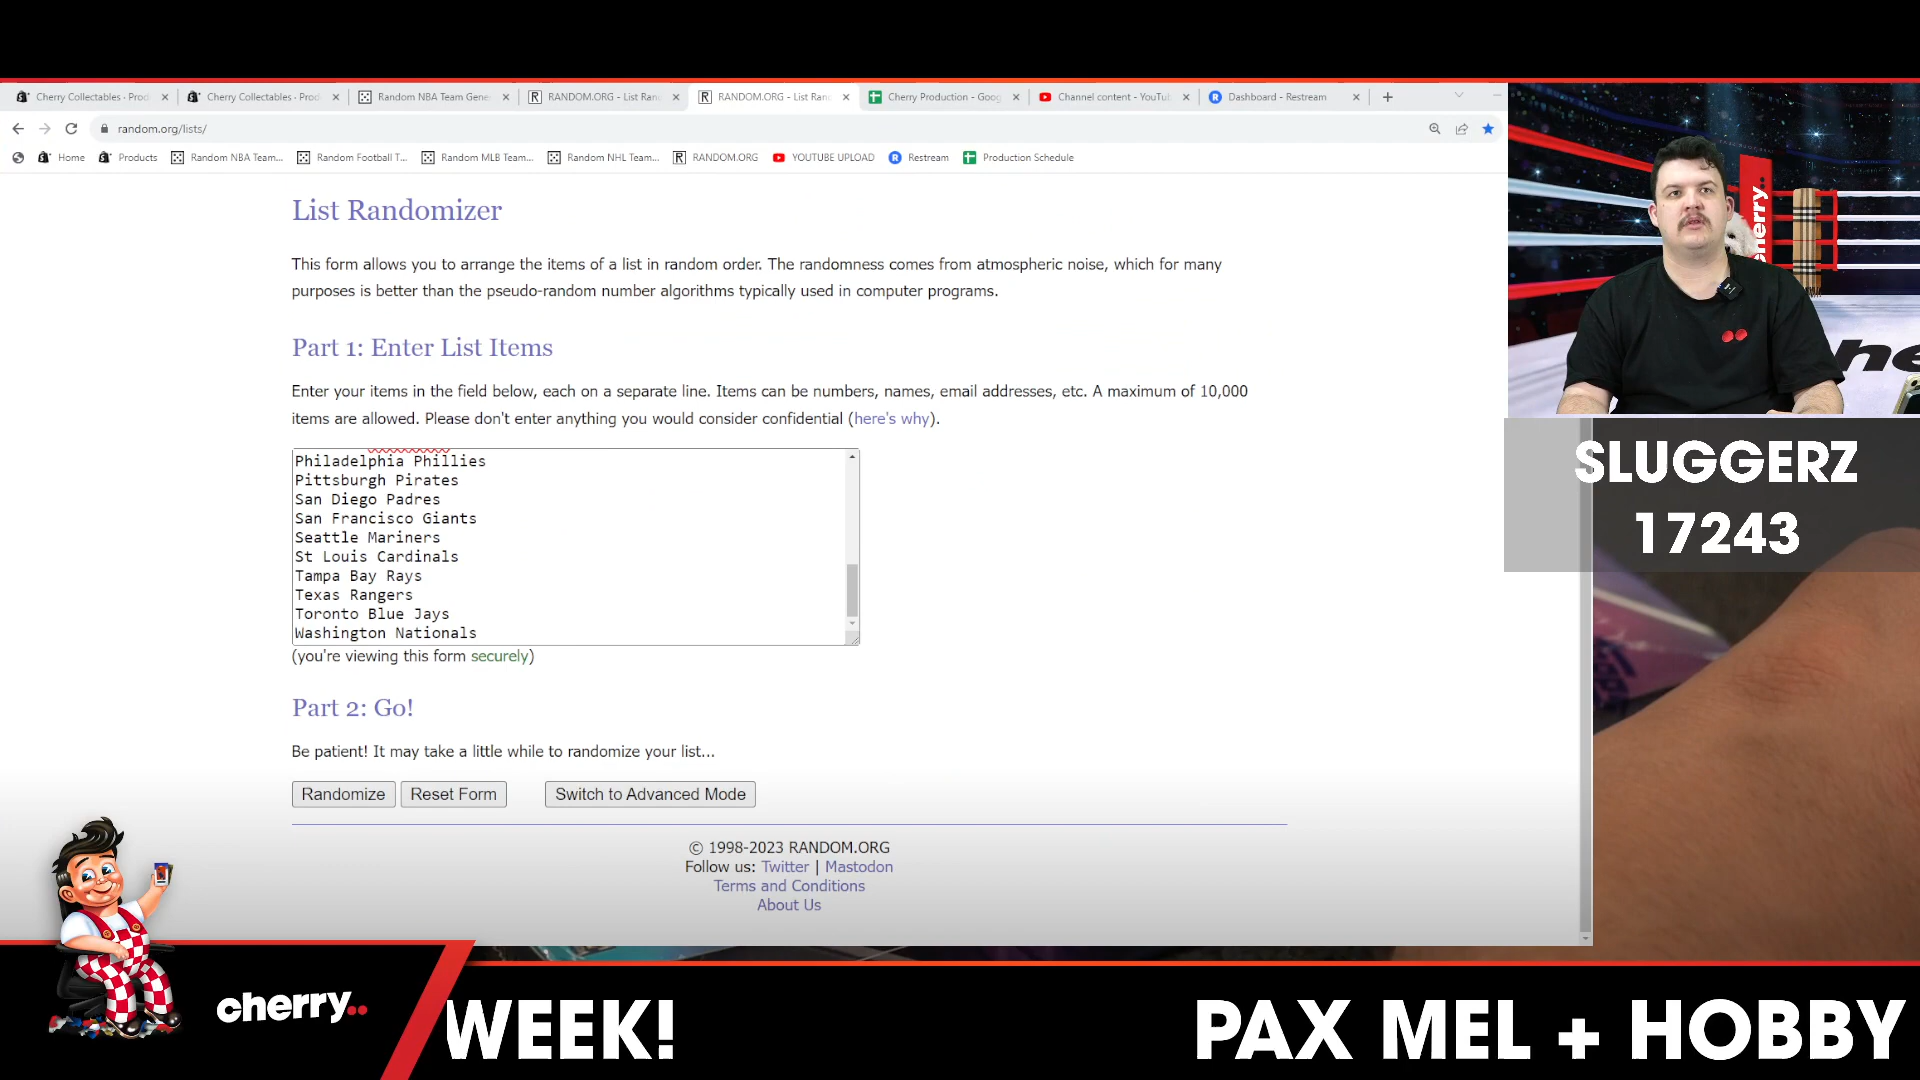 Cherry Collectables · Prod
Cherry Collectables · Prod
Random NBA Team Gene
RANDOM.ORG - List Ran
RANDOM.ORG - List Ran
Cherry Production - Goog
Channel content - YouTu
Dashboard - Restream
random.org/lists/
Home
Products
Random NBA Team...
Random Football T...
Random MLB Team...
Random NHL Team...
RANDOM.ORG
YOUTUBE UPLOAD
Restream
Production Schedule
List Randomizer
This form allows you to arrange the items of a list in random order. The randomness comes from atmospheric noise, which for many
purposes is better than the pseudo-random number algorithms typically used in computer programs.
Part 1: Enter List Items
Enter your items in the field below, each on a separate line. Items can be numbers, names, email addresses, etc. A maximum of 10,000
items are allowed. Please don't enter anything you would consider confidential (here's why).
Philadelphia Phillies
Pittsburgh Pirates
San Diego Padres
San Francisco Giants
Seattle Mariners
St Louis Cardinals
Tampa Bay Rays
Texas Rangers
Toronto Blue Jays
Washington Nationals
(you're viewing this form securely)
Part 2: Go!
Be patient! It may take a little while to randomize your list...
Randomize
Reset Form
Switch to Advanced Mode
© 1998-2023 RANDOM.ORG
Follow us: Twitter | Mastodon
Terms and Conditions
About Us
cherry..
he
SLUGGERZ
17243
cherry..
WEEK!
PAX MEL + HOBBY